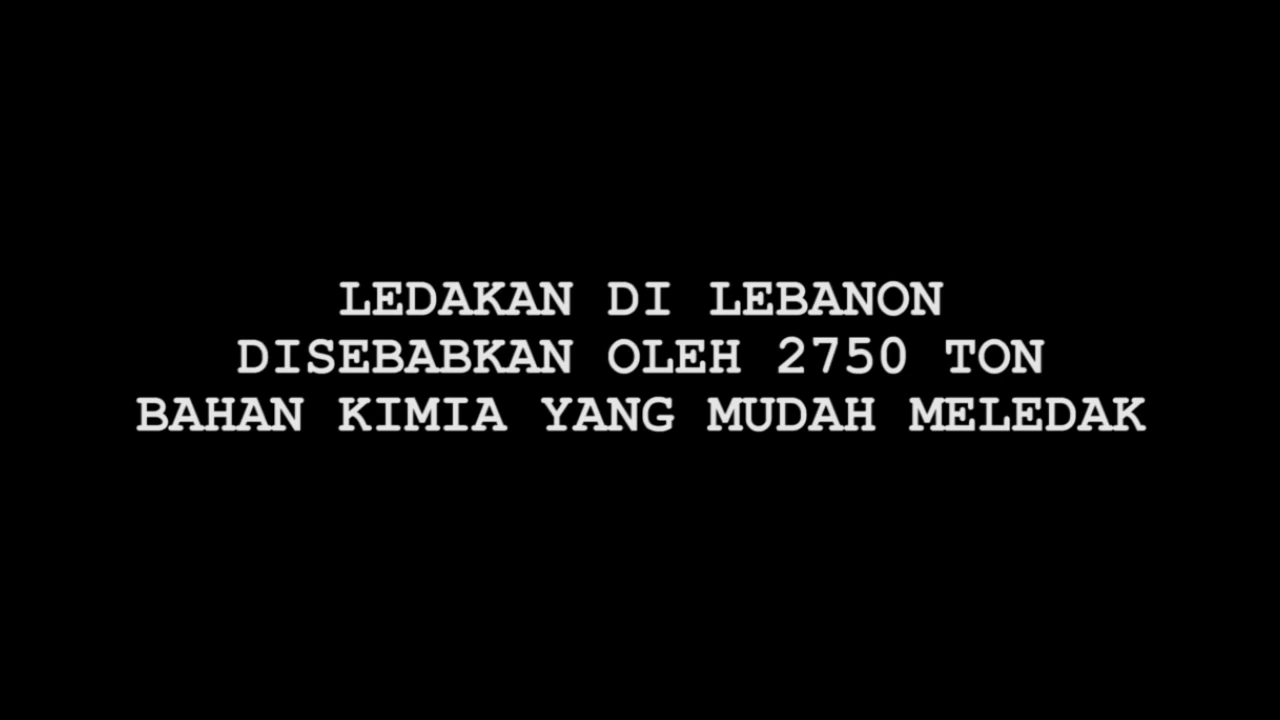 LEDAKAN DI LEBANON
DISEBABKAN OLEH 2750 TON
BAHAN KIMIA YANG MUDAH MELEDAK